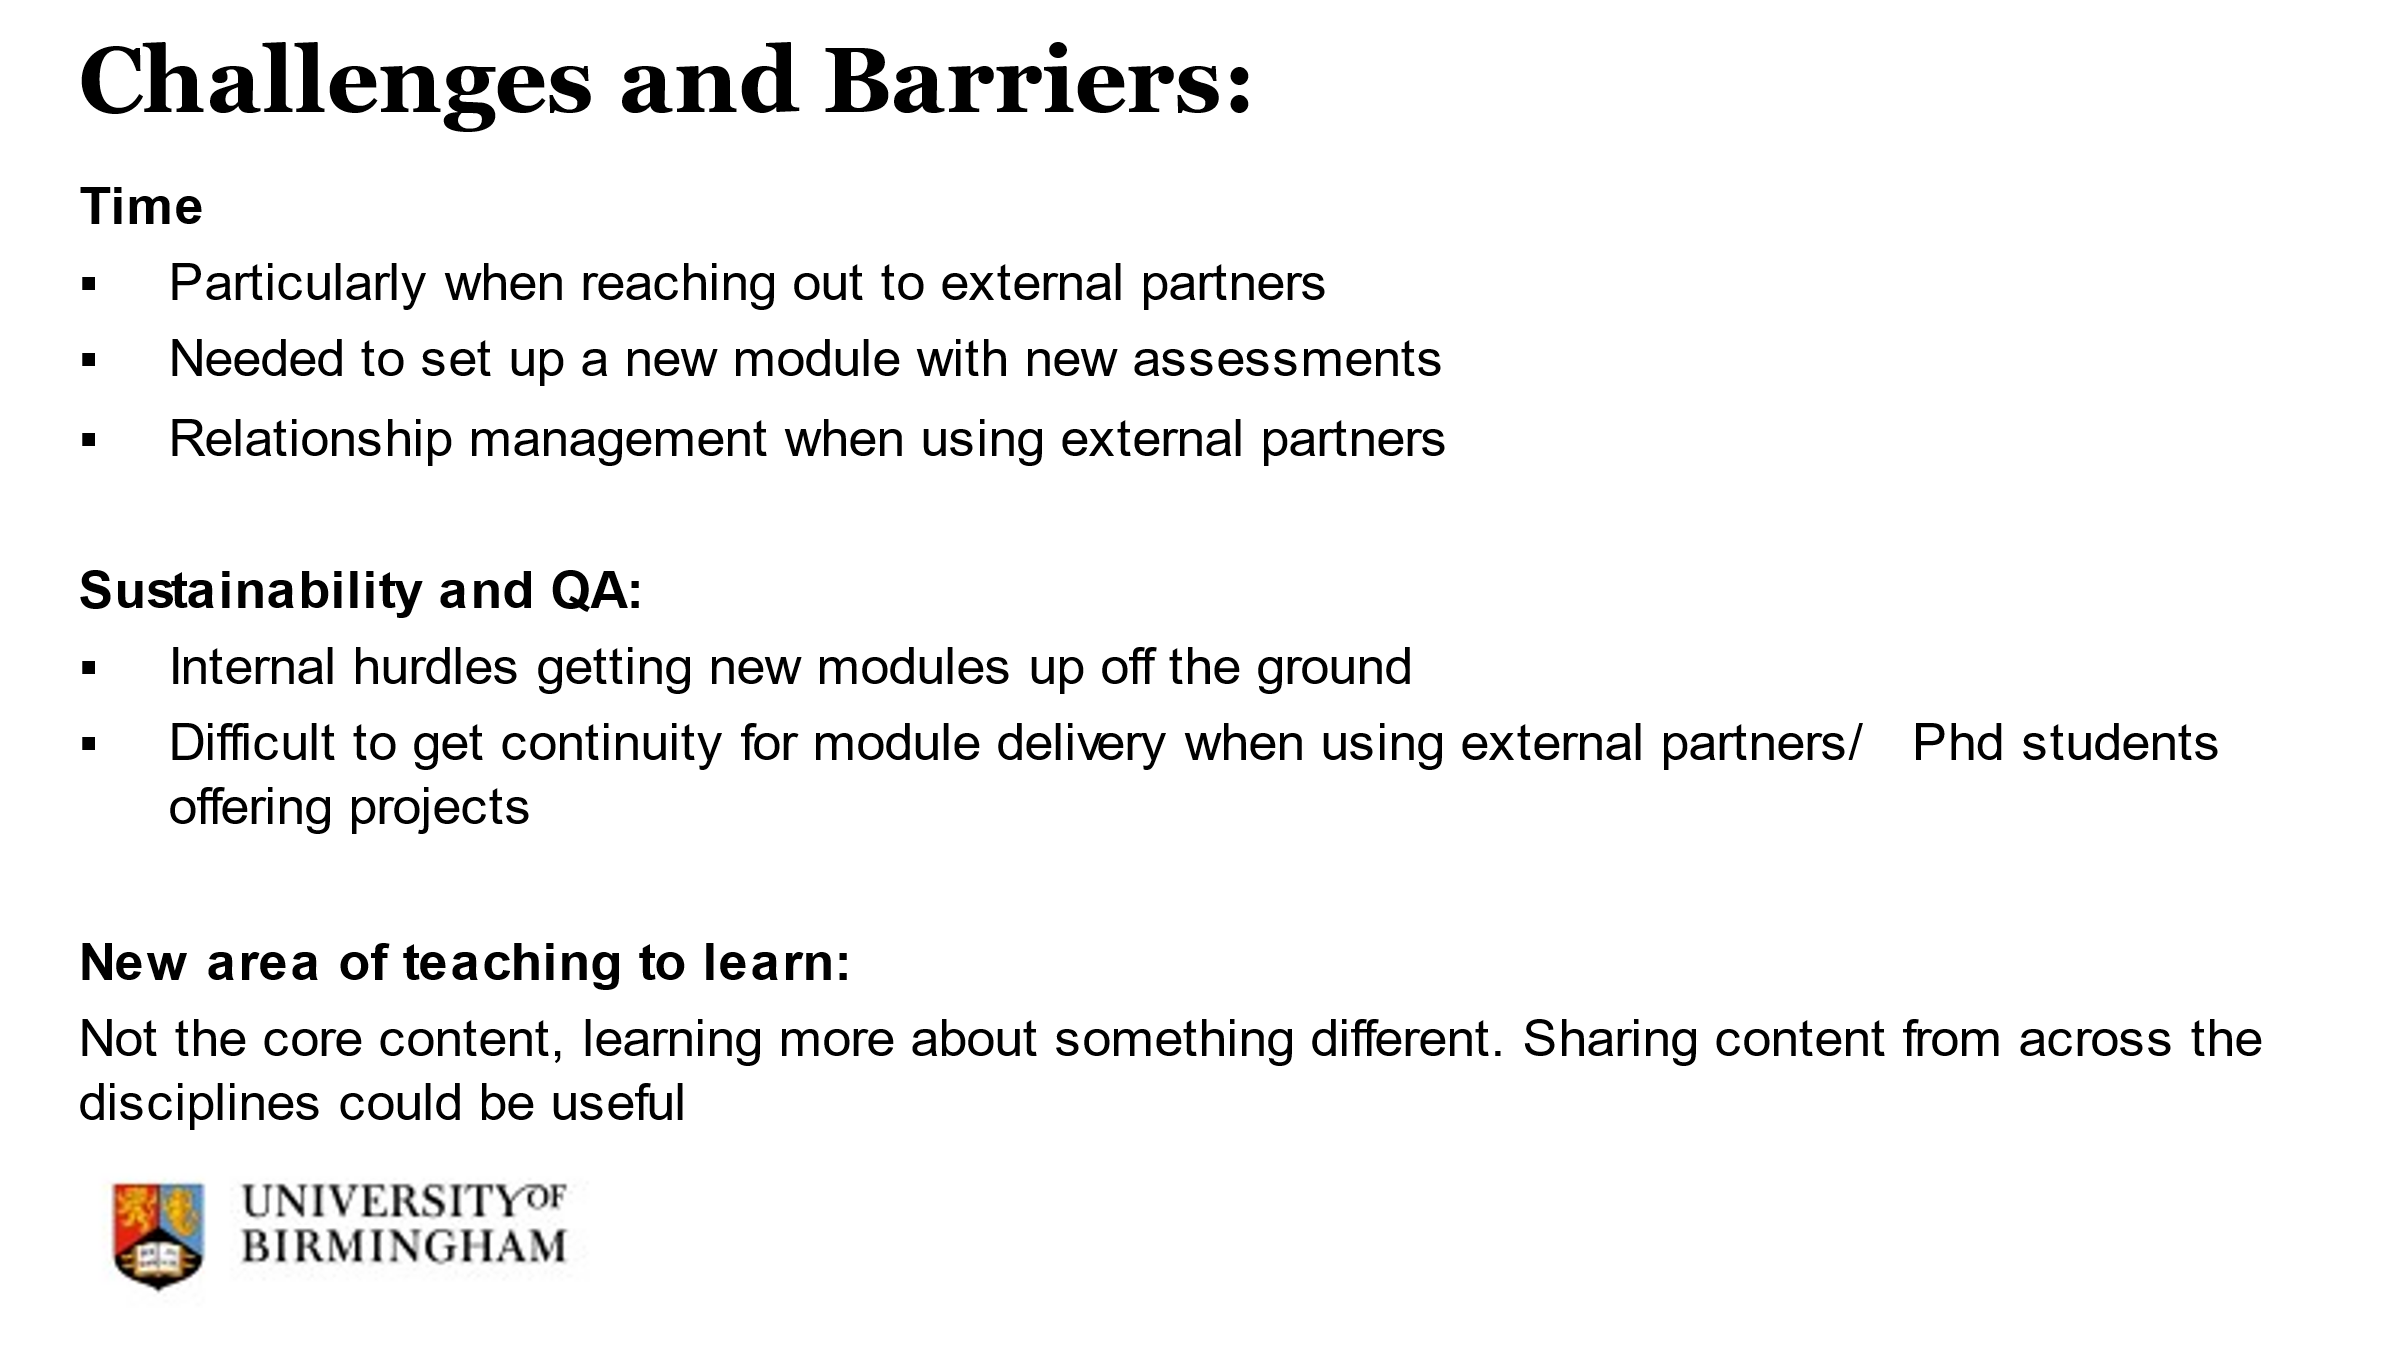 Challenges and Barriers:
Time
▪ Particularly when reaching out to external partners
▪ Needed to set up a new module with new assessments
▪ Relationship management when using external partners
Sustainability and QA:
▪ Internal hurdles getting new modules up off the ground
▪ Difficult to get continuity for module delivery when using external partners/ Phd students
offering projects
New area of teaching to learn:
Not the core content, learning more about something different. Sharing content from across the
disciplines could be useful
UNIVERSITY OF
BIRMINGHAM